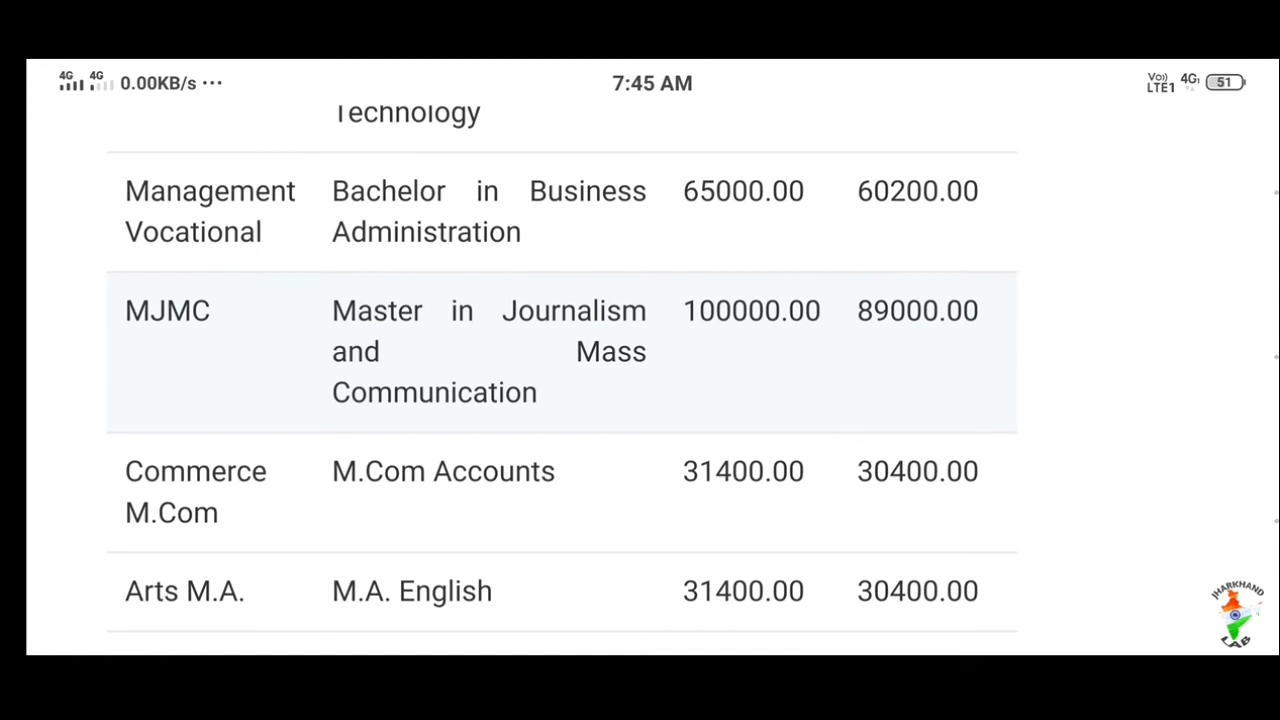 4G 4G 0.00KB/s ... 7:45 AM Vo)) LTE1 4G 51
Technology
Management Bachelor in Business 65000.00 60200.00
Vocational Administration
MJMC Master in Journalism 100000.00 89000.00
and Mass
Communication
Commerce M.Com Accounts 31400.00 30400.00
M.Com
Arts M.A. M.A. English 31400.00 30400.00
JHARKHAND
LAB